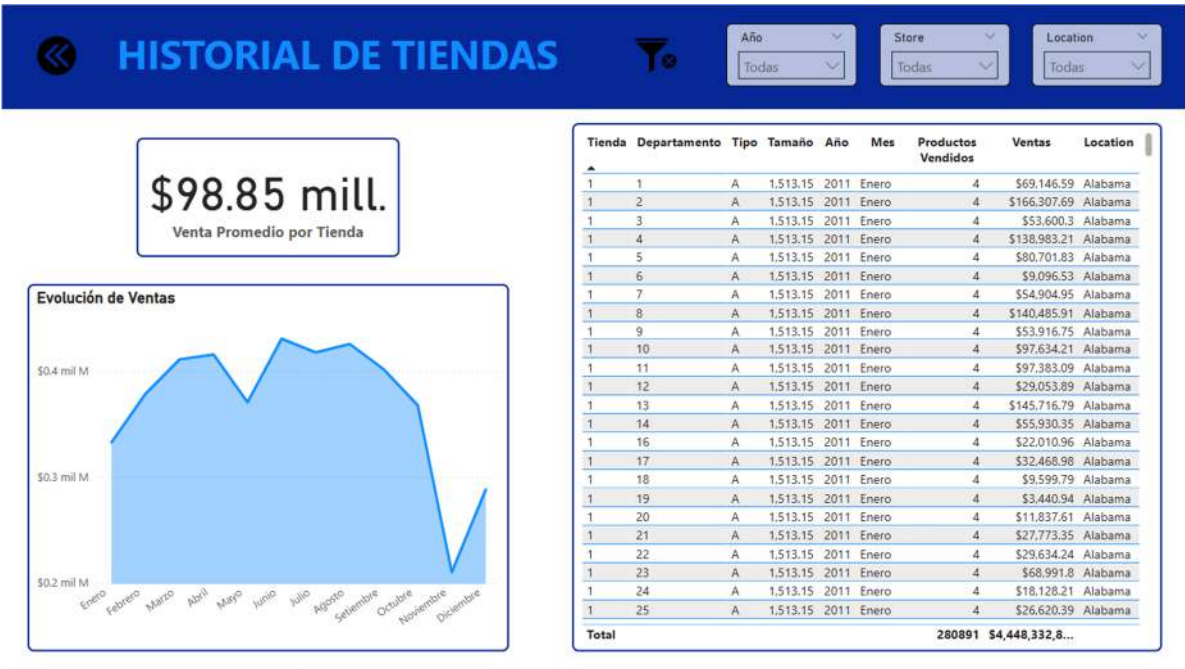 HISTORIAL DE TIENDAS
Año
Todas
Store
Todas
Location
Todas
$98.85 mill.
Venta Promedio por Tienda
Evolución de Ventas
$0.4 mil M
$0.3 mil M
$0.2 mil M
Enero Febrero Marzo Abril Mayo Junio Julio Agosto Setiembre Octubre Noviembre Diciembre
Tienda Departamento Tipo Tamaño Año Mes Productos Vendidos Ventas Location
1 1 A 1,513.15 2011 Enero 4 $69,146.59 Alabama
1 2 A 1,513.15 2011 Enero 4 $166,307.69 Alabama
1 3 A 1,513.15 2011 Enero 4 $53,600.3 Alabama
1 4 A 1,513.15 2011 Enero 4 $138,983.21 Alabama
1 5 A 1,513.15 2011 Enero 4 $80,701.83 Alabama
1 6 A 1,513.15 2011 Enero 4 $9,096.53 Alabama
1 7 A 1,513.15 2011 Enero 4 $54,904.95 Alabama
1 8 A 1,513.15 2011 Enero 4 $140,485.91 Alabama
1 9 A 1,513.15 2011 Enero 4 $53,916.75 Alabama
1 10 A 1,513.15 2011 Enero 4 $97,634.21 Alabama
1 11 A 1,513.15 2011 Enero 4 $97,383.09 Alabama
1 12 A 1,513.15 2011 Enero 4 $29,053.89 Alabama
1 13 A 1,513.15 2011 Enero 4 $145,716.79 Alabama
1 14 A 1,513.15 2011 Enero 4 $55,930.35 Alabama
1 16 A 1,513.15 2011 Enero 4 $22,010.96 Alabama
1 17 A 1,513.15 2011 Enero 4 $32,468.98 Alabama
1 18 A 1,513.15 2011 Enero 4 $9,599.79 Alabama
1 19 A 1,513.15 2011 Enero 4 $3,440.94 Alabama
1 20 A 1,513.15 2011 Enero 4 $11,837.61 Alabama
1 21 A 1,513.15 2011 Enero 4 $27,773.35 Alabama
1 22 A 1,513.15 2011 Enero 4 $29,634.24 Alabama
1 23 A 1,513.15 2011 Enero 4 $68,991.8 Alabama
1 24 A 1,513.15 2011 Enero 4 $18,128.21 Alabama
1 25 A 1,513.15 2011 Enero 4 $26,620.39 Alabama
Total 280891 $4,448,332,8...